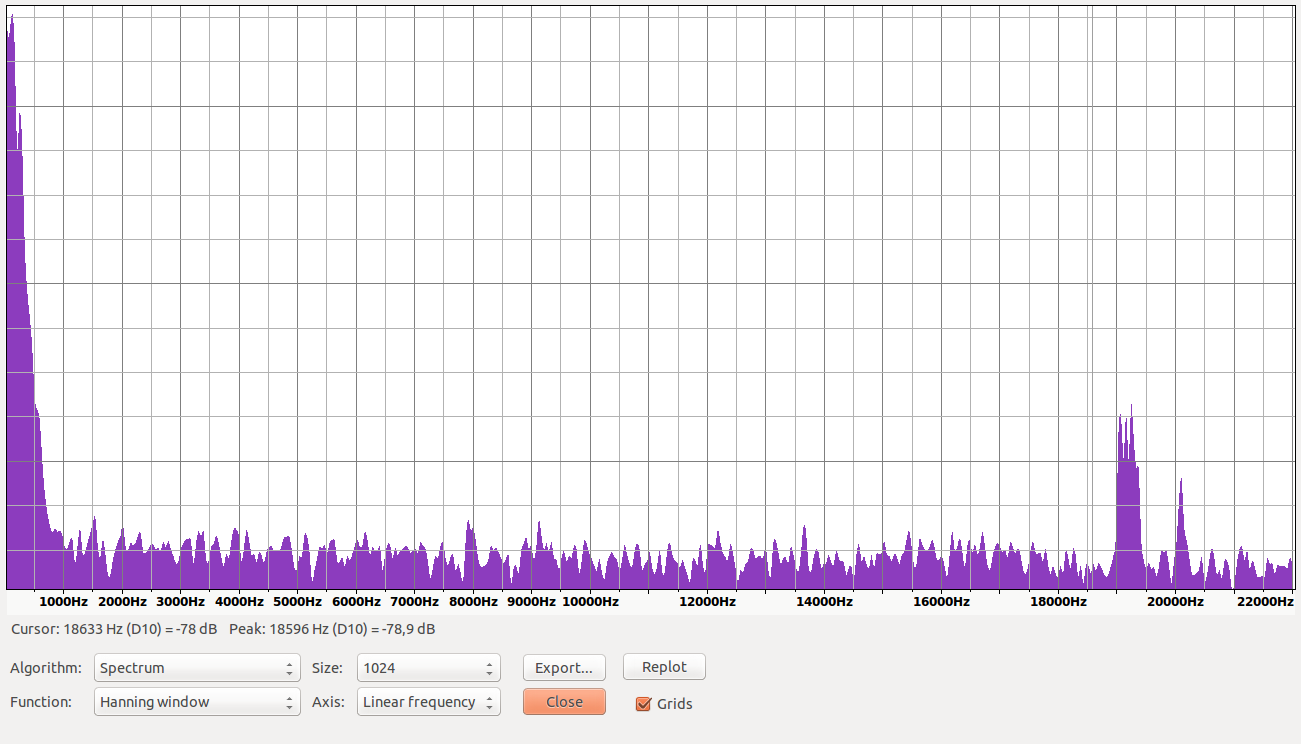 1000Hz 2000Hz 3000Hz 4000Hz 5000Hz 6000Hz 7000Hz 8000Hz 9000Hz 10000Hz 12000Hz 14000Hz 16000Hz 18000Hz 20000Hz 22000Hz
Cursor: 18633 Hz (D10) = -78 dB Peak: 18596 Hz (D10) = -78,9 dB
Algorithm: Spectrum Size: 1024 Export... Replot
Function: Hanning window Axis: Linear frequency Close Grids